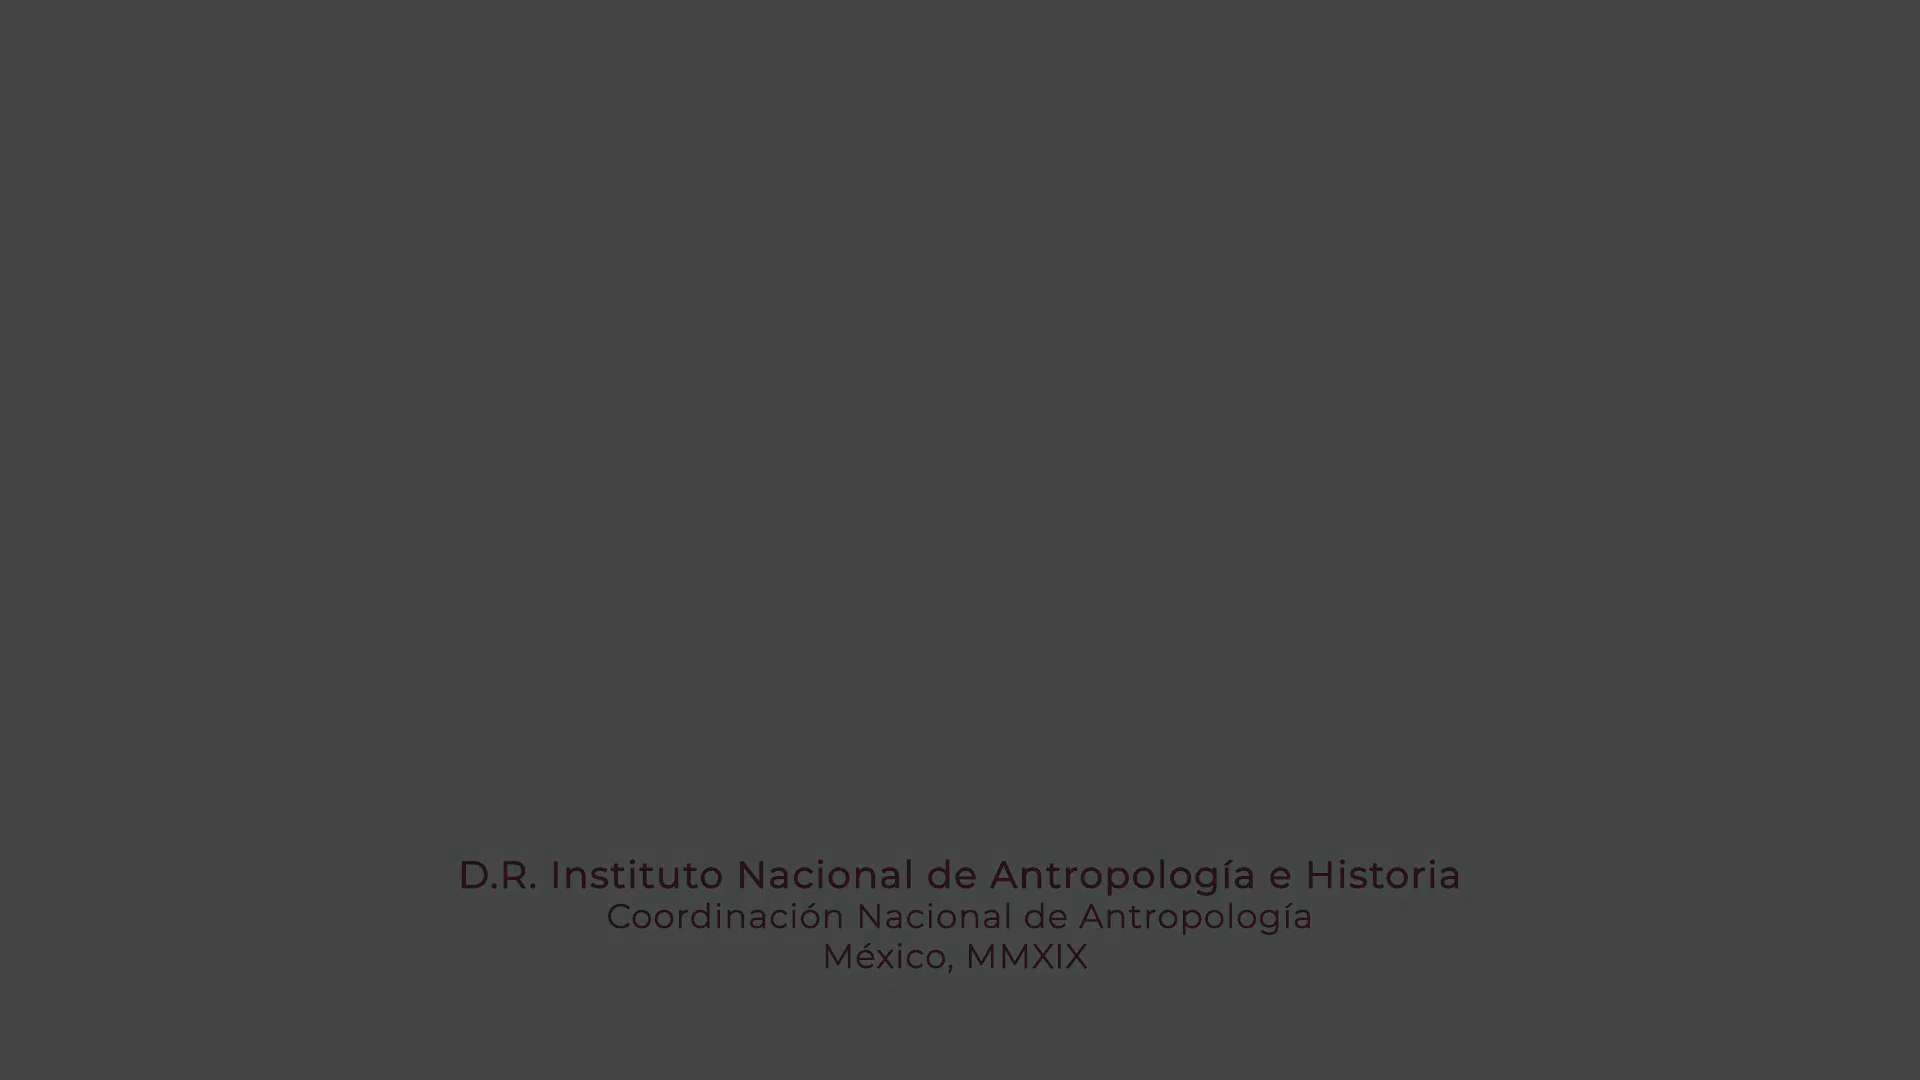 D.R. Instituto Nacional de Antropología e Historia
Coordinación Nacional de Antropología
México, MMXIX